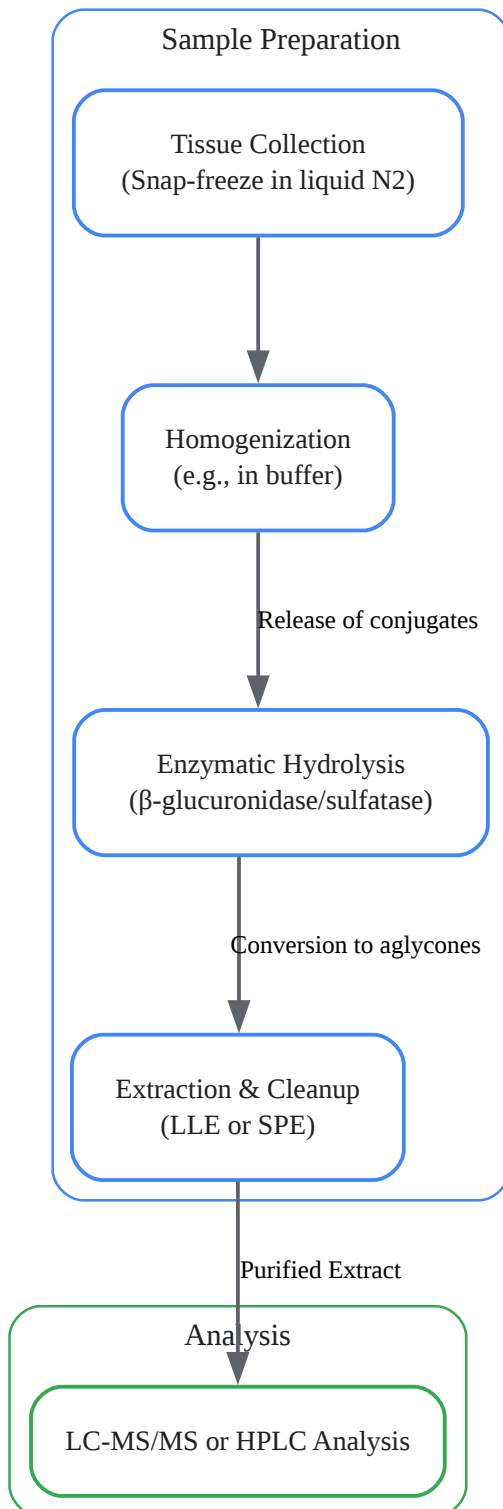 Sample Preparation
Tissue Collection
(Snap-freeze in liquid N2)
Homogenization
(e.g., in buffer)
Release of conjugates
Enzymatic Hydrolysis
(β-glucuronidase/sulfatase)
Conversion to aglycones
Extraction & Cleanup
(LLE or SPE)
Purified Extract
Analysis
LC-MS/MS or HPLC Analysis